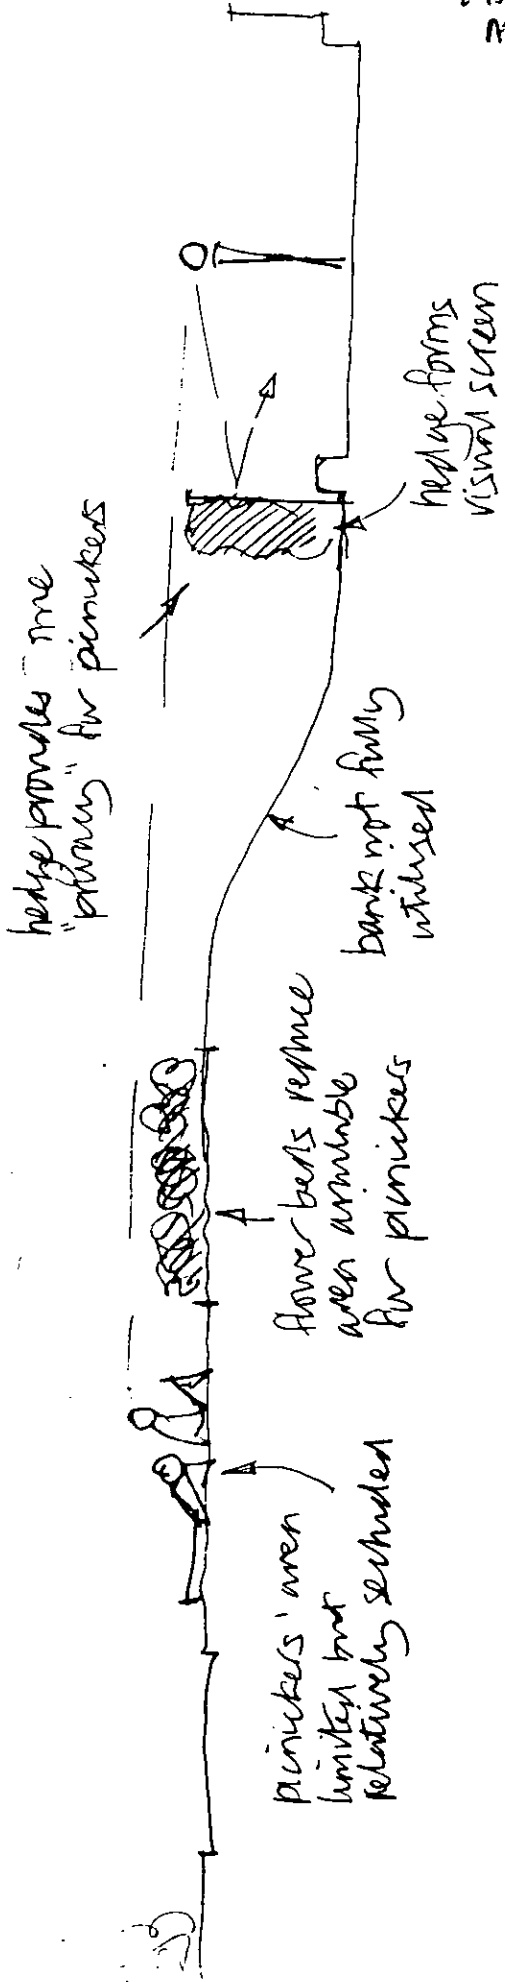 hedge provides some
"privacy" for picnickers
hedge forms
visual screen
bank not fully
utilised
flower beds reduce
area available
for picnickers
picnickers' area
limited but
relatively secluded